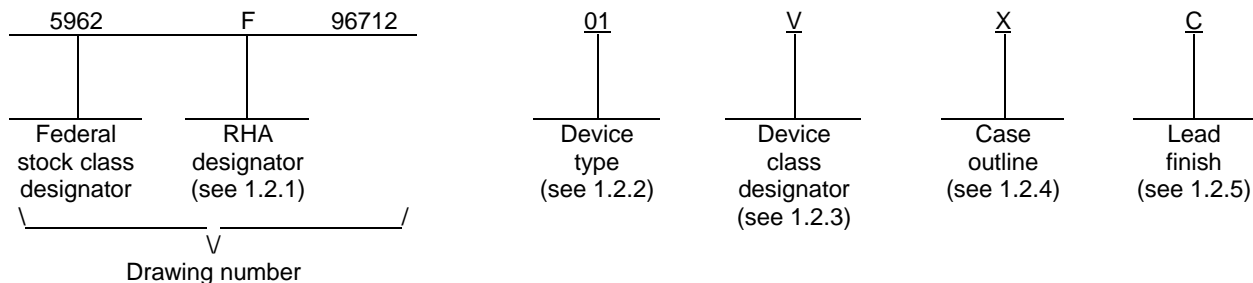 5962 F 96712 01 V X C
Federal stock class designator
RHA designator (see 1.2.1)
Device type (see 1.2.2)
Device class designator (see 1.2.3)
Case outline (see 1.2.4)
Lead finish (see 1.2.5)
\ /
\/
Drawing number